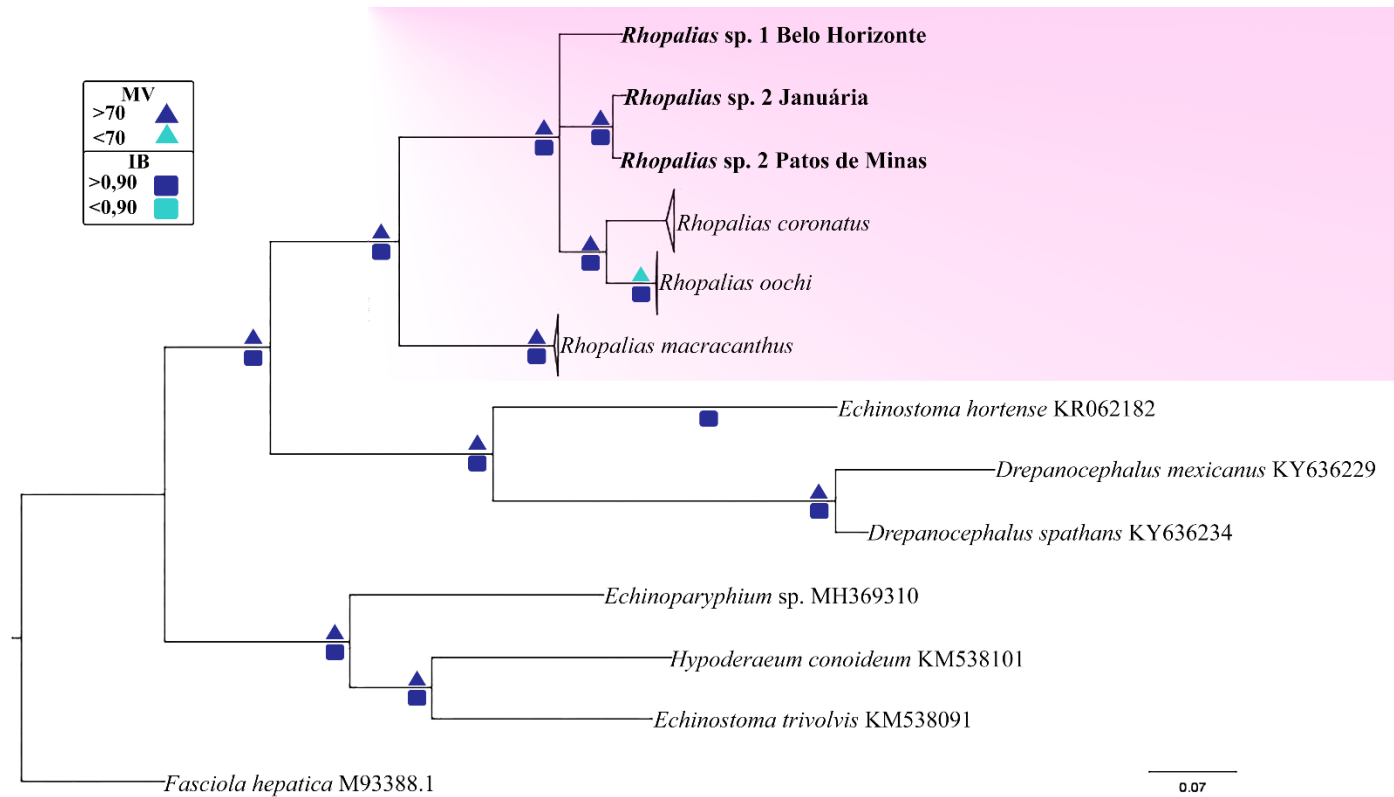 MV
>70
<70
IB
>0,90
<0,90
Rhopalias sp. 1 Belo Horizonte
Rhopalias sp. 2 Januária
Rhopalias sp. 2 Patos de Minas
Rhopalias coronatus
Rhopalias oochi
Rhopalias macracanthus
Echinostoma hortense KR062182
Drepanocephalus mexicanus KY636229
Drepanocephalus spathans KY636234
Echinoparyphium sp. MH369310
Hypoderaeum conoideum KM538101
Echinostoma trivolvis KM538091
Fasciola hepatica M93388.1
0.07